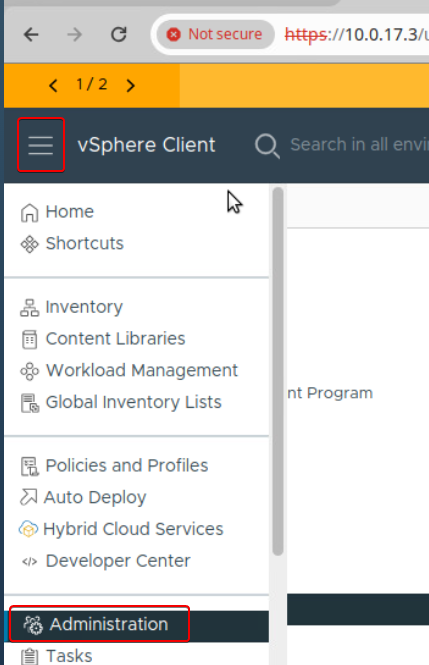 Not secure https://10.0.17.3/u
1/2
vSphere Client Search in all envi
Home
Shortcuts
Inventory
Content Libraries
Workload Management
Global Inventory Lists
nt Program
Policies and Profiles
Auto Deploy
Hybrid Cloud Services
Developer Center
Administration
Tasks